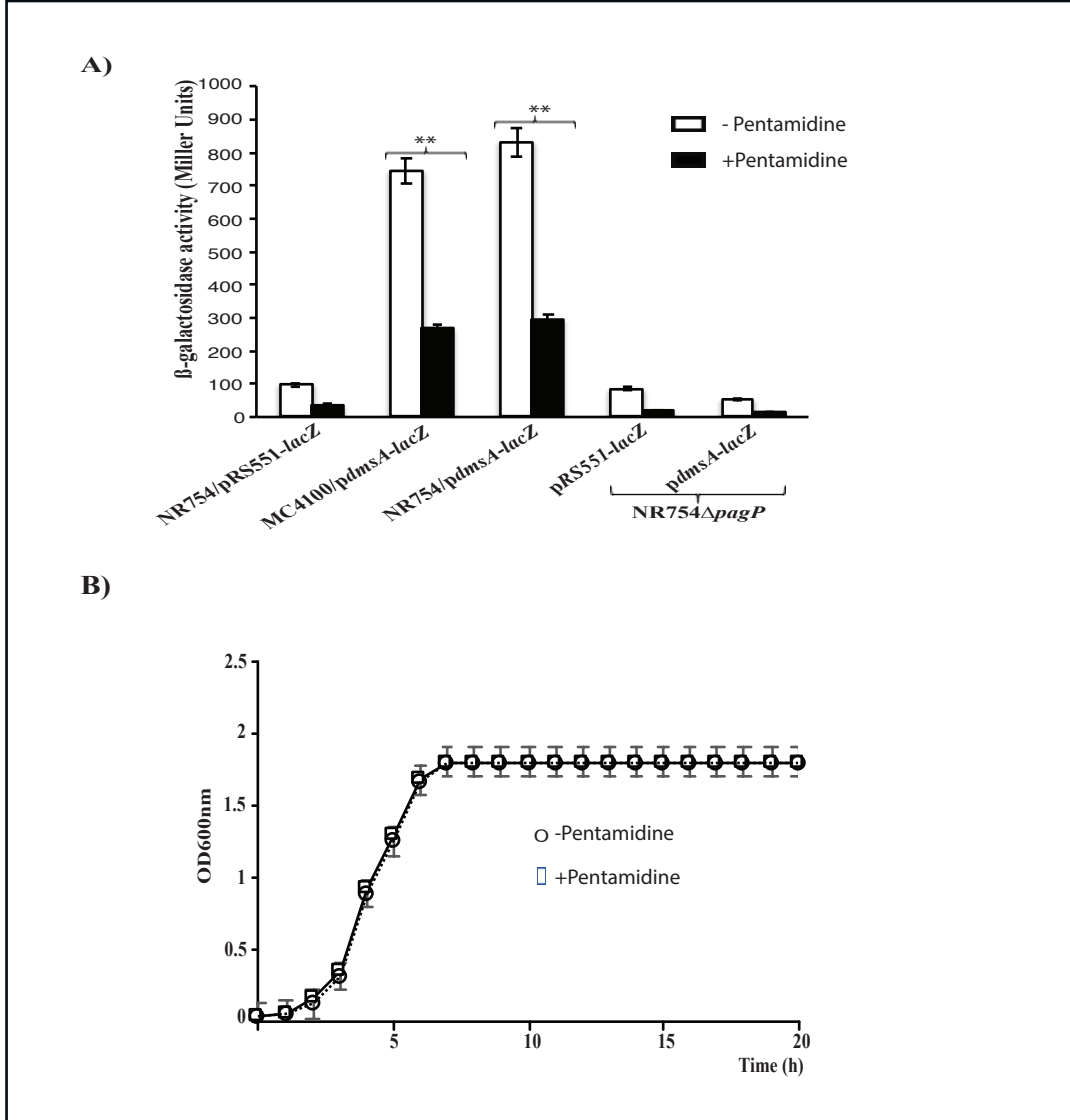 A)
ß-galactosidase activity (Miller Units)
1000
900
800
700
600
500
400
300
200
100
0
**
**
- Pentamidine
+Pentamidine
NR754/pRS551-lacZ
MC4100/pdmsA-lacZ
NR754/pdmsA-lacZ
pRS551-lacZ
pdmsA-lacZ
NR754ΔpagP
B)
OD600nm
2.5
2
1.5
1
0.5
0
-Pentamidine
+Pentamidine
5
10
15
20
Time (h)